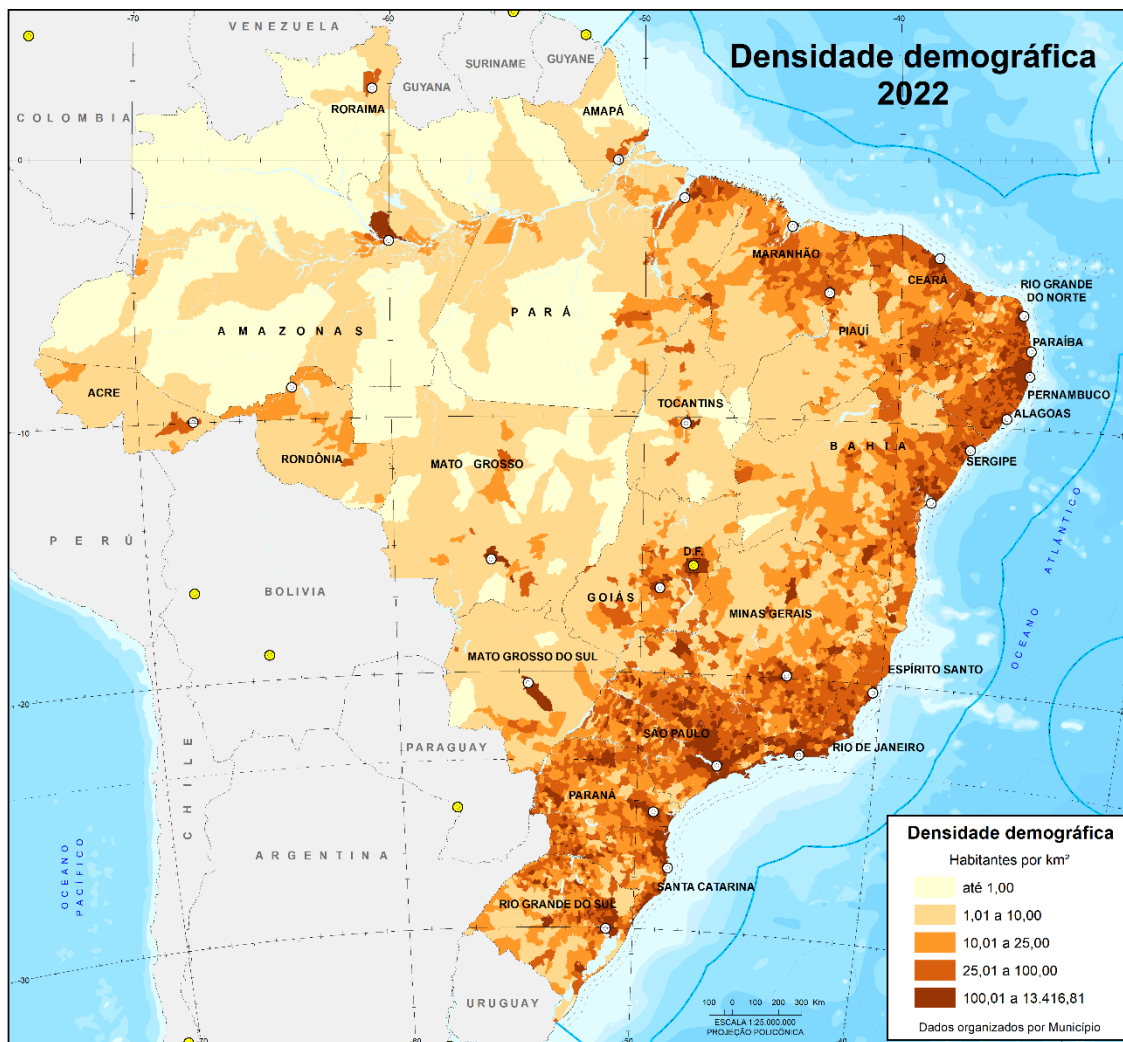 Densidade demográfica
2022
-70
-60
-50
-40
VENEZUELA
SURINAME
GUYANE
GUYANA
COLOMBIA
RORAIMA
AMAPÁ
0
MARANHÃO
CEARÁ
RIO GRANDE
DO NORTE
PARÁ
AMAZONAS
PIAUÍ
PARAÍBA
ACRE
TOCANTINS
PERNAMBUCO
ALAGOAS
-10
RONDÔNIA
MATO GROSSO
BAHIA
SERGIPE
PERÚ
BOLIVIA
D.F.
GOIÁS
MINAS GERAIS
OCEANO
ATLÂNTICO
MATO GROSSO DO SUL
ESPÍRITO SANTO
-20
-20
CHILE
PARAGUAY
SÃO PAULO
RIO DE JANEIRO
PARANÁ
ARGENTINA
OCEANO
PACÍFICO
SANTA CATARINA
RIO GRANDE DO SUL
-30
URUGUAY
-70
-50
-40
100 0 100 200 300 Km
ESCALA 1:25.000.000
PROJEÇÃO POLICÔNICA
Densidade demográfica
Habitantes por km²
até 1,00
1,01 a 10,00
10,01 a 25,00
25,01 a 100,00
100,01 a 13.416,81
Dados organizados por Município